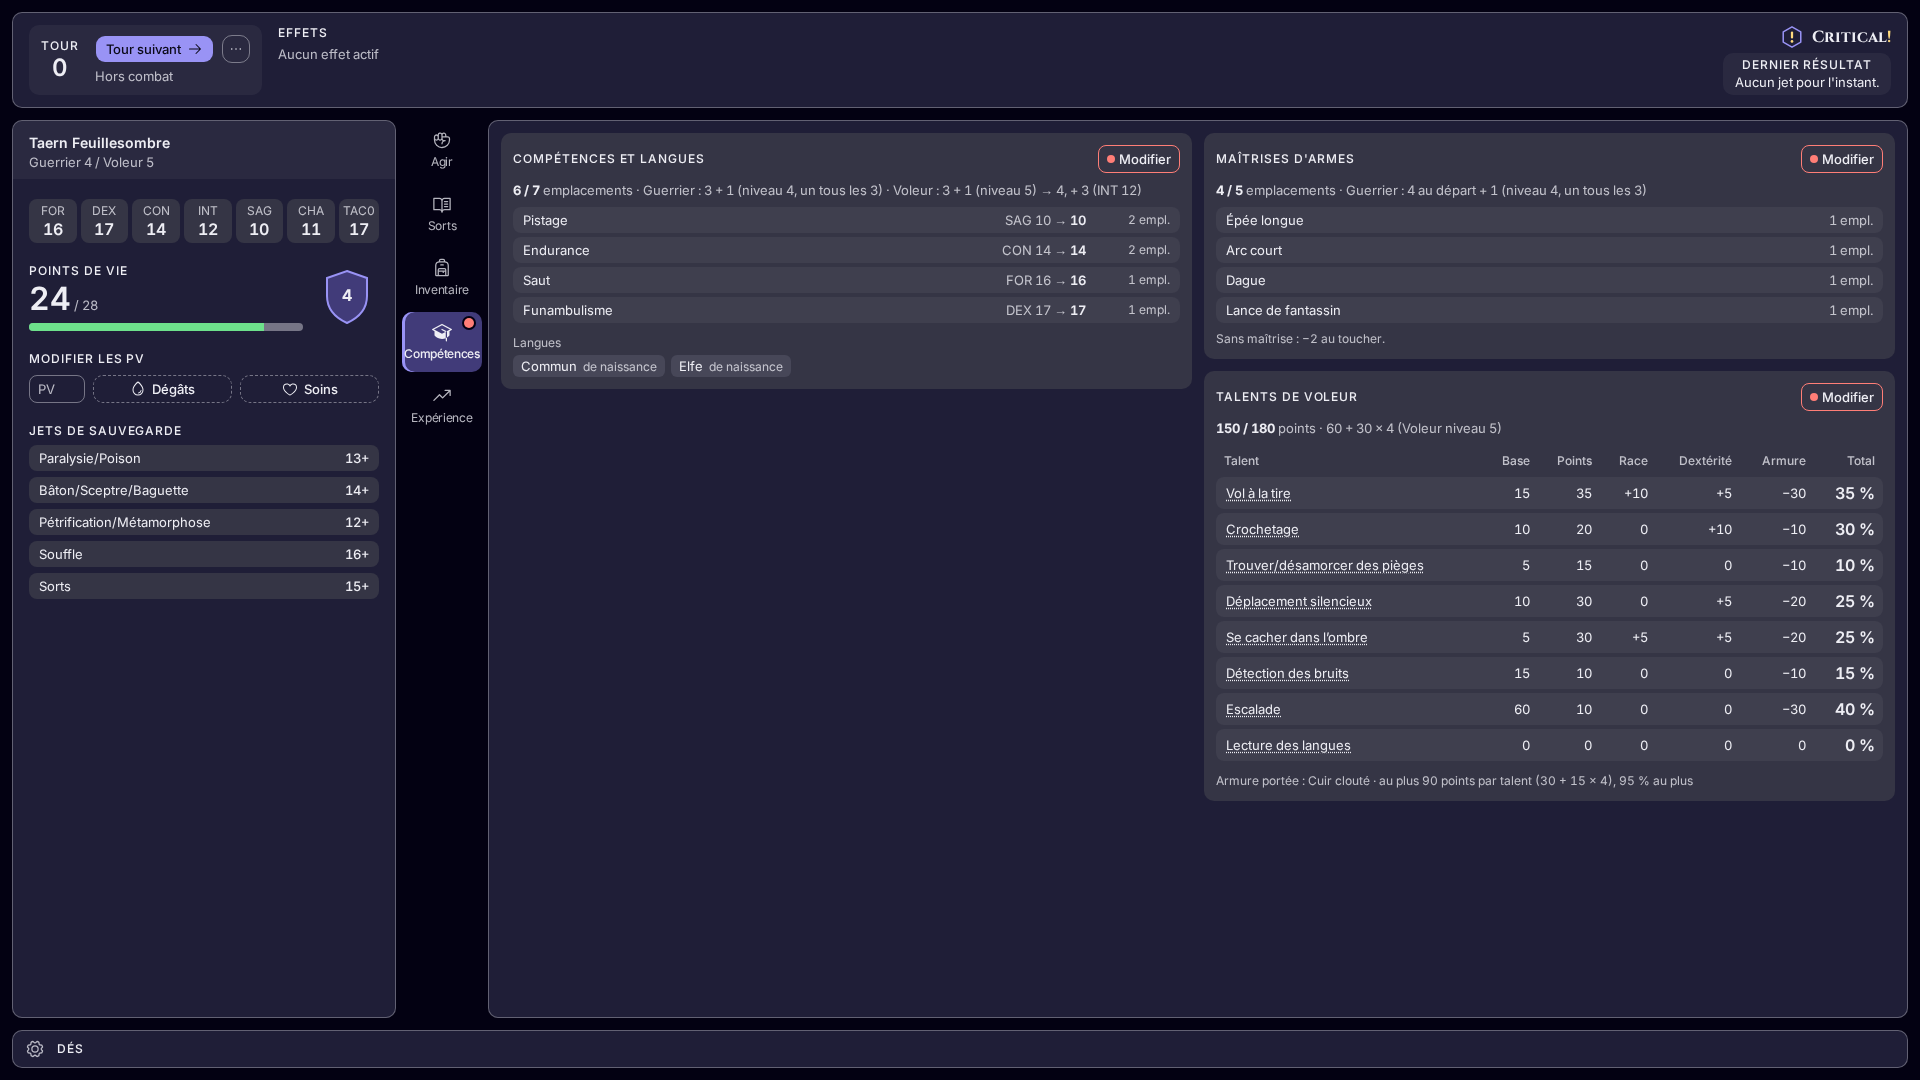 TOUR
0
Tour suivant →
...
Hors combat
EFFETS
Aucun effet actif
CRITICAL!
DERNIER RÉSULTAT
Aucun jet pour l'instant.
Taern Feuillesombre
Guerrier 4 / Voleur 5
FOR DEX CON INT SAG CHA TAC0
16 17 14 12 10 11 17
POINTS DE VIE
24 / 28
4
MODIFIER LES PV
PV Dégâts Soins
JETS DE SAUVEGARDE
Paralysie/Poison 13+
Bâton/Sceptre/Baguette 14+
Pétrification/Métamorphose 12+
Souffle 16+
Sorts 15+
Agir
Sorts
Inventaire
Compétences
Expérience
COMPÉTENCES ET LANGUES Modifier
6 / 7 emplacements · Guerrier : 3 + 1 (niveau 4, un tous les 3) · Voleur : 3 + 1 (niveau 5) → 4, + 3 (INT 12)
Pistage SAG 10 → 10 2 empl.
Endurance CON 14 → 14 2 empl.
Saut FOR 16 → 16 1 empl.
Funambulisme DEX 17 → 17 1 empl.
Langues
Commun de naissance Elfe de naissance
MAÎTRISES D'ARMES Modifier
4 / 5 emplacements · Guerrier : 4 au départ + 1 (niveau 4, un tous les 3)
Épée longue 1 empl.
Arc court 1 empl.
Dague 1 empl.
Lance de fantassin 1 empl.
Sans maîtrise : −2 au toucher.
TALENTS DE VOLEUR Modifier
150 / 180 points · 60 + 30 × 4 (Voleur niveau 5)
Talent Base Points Race Dextérité Armure Total
Vol à la tire 15 35 +10 +5 −30 35 %
Crochetage 10 20 0 +10 −10 30 %
Trouver/désamorcer des pièges 5 15 0 0 −10 10 %
Déplacement silencieux 10 30 0 +5 −20 25 %
Se cacher dans l’ombre 5 30 +5 +5 −20 25 %
Détection des bruits 15 10 0 0 −10 15 %
Escalade 60 10 0 0 −30 40 %
Lecture des langues 0 0 0 0 0 0 %
Armure portée : Cuir clouté · au plus 90 points par talent (30 + 15 × 4), 95 % au plus
DÉS